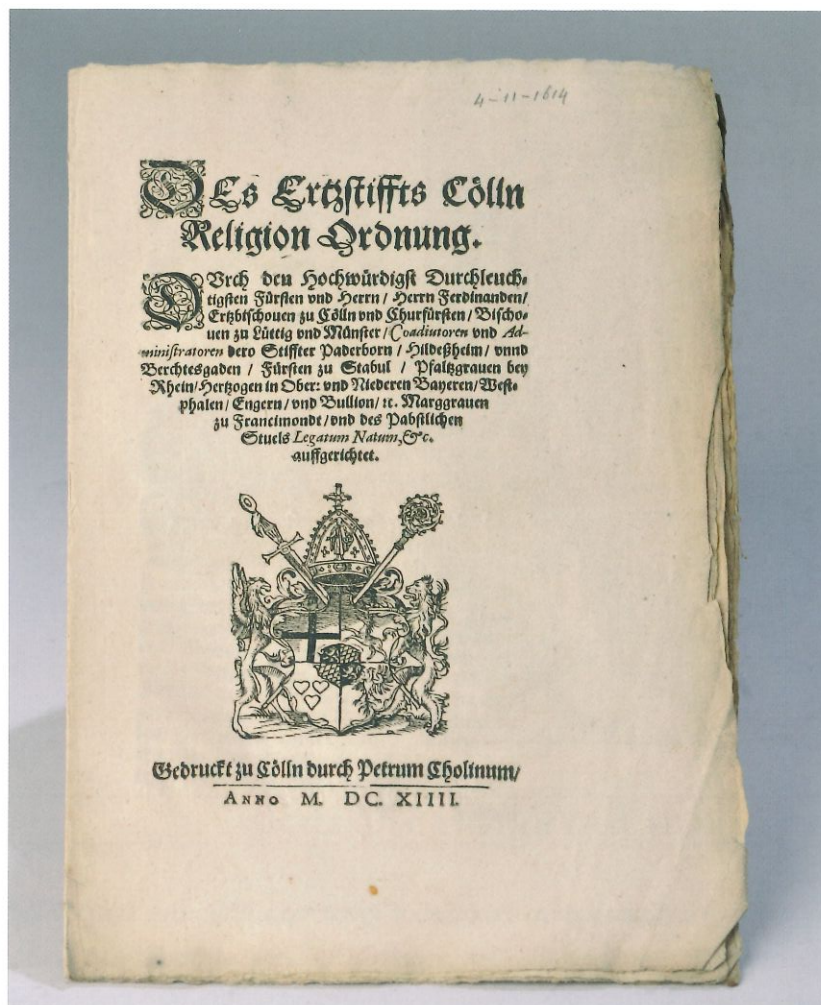 4-11-1614
DEs Ertzstiffts Cölln
Religion Ordnung.
DVrch den Hochwürdigst Durchleuch-
tigsten Fürsten vnd Herrn/ Herrn Ferdinanden/
Ertzbischouen zu Cölln vnd Churfürsten/ Bischo-
uen zu Lüttig vnd Münster/ Coadiutoren vnd Ad-
ministratoren dero Stiffter Paderborn/ Hildeßheim/ vnnd
Berchtesgaden/ Fürsten zu Stabul/ Pfaltzgrauen bey
Rhein/ Hertzogen in Ober: vnd Niederen Bayeren/ West-
phalen/ Engern/ vnd Bullion/ ꝛc. Marggrauen
zu Francimondt/ vnd des Pabstlichen
Stuels Legatum Natum, &c.
auffgerichtet.
Gedruckt zu Cölln durch Petrum Cholinum/
ANNO M. DC. XIIII.